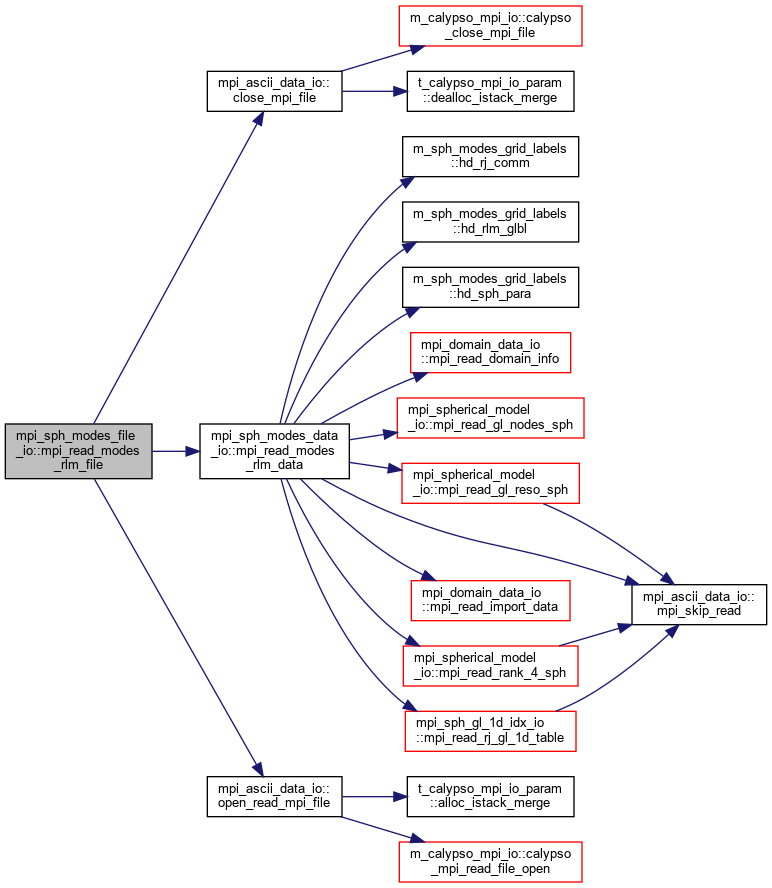 mpi_sph_modes_file
_io::mpi_read_modes
_rlm_file
mpi_ascii_data_io::
close_mpi_file
m_calypso_mpi_io::calypso
_close_mpi_file
t_calypso_mpi_io_param
::dealloc_istack_merge
mpi_sph_modes_data
_io::mpi_read_modes
_rlm_data
m_sph_modes_grid_labels
::hd_rj_comm
m_sph_modes_grid_labels
::hd_rlm_glbl
m_sph_modes_grid_labels
::hd_sph_para
mpi_domain_data_io
::mpi_read_domain_info
mpi_spherical_model
_io::mpi_read_gl_nodes_sph
mpi_spherical_model
_io::mpi_read_gl_reso_sph
mpi_domain_data_io
::mpi_read_import_data
mpi_spherical_model
_io::mpi_read_rank_4_sph
mpi_sph_gl_1d_idx_io
::mpi_read_rj_gl_1d_table
mpi_ascii_data_io::
mpi_skip_read
mpi_ascii_data_io::
open_read_mpi_file
t_calypso_mpi_io_param
::alloc_istack_merge
m_calypso_mpi_io::calypso
_mpi_read_file_open